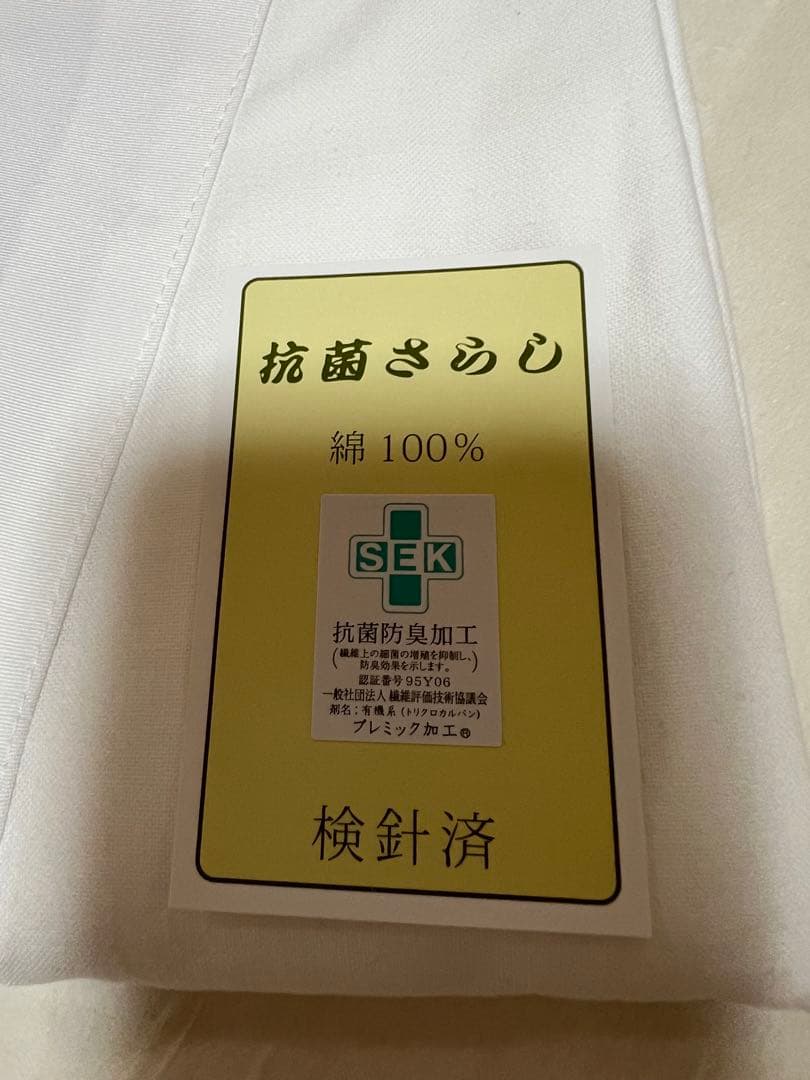 抗菌さらし
綿 100%
SEK
抗菌防臭加工
(繊維上の細菌の増殖を抑制し、
防臭効果を示します。)
認証番号 95Y06
一般社団法人 繊維評価技術協議会
剤名：有機系 (トリクロカルバン)
プレミック加工®
検針済